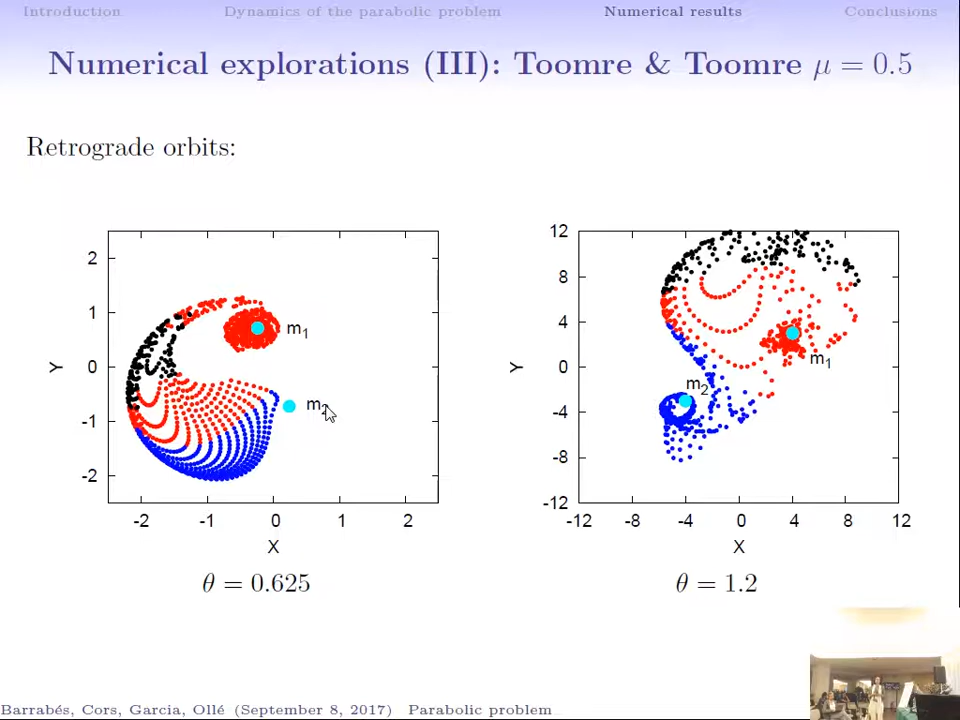 Introduction Dynamics of the parabolic problem Numerical results Conclusions
Numerical explorations (III): Toomre & Toomre μ = 0.5
Retrograde orbits:
2
1
0
-1
-2
Y
-2 -1 0 1 2
X
m1
m2
θ = 0.625
12
8
4
0
-4
-8
-12
Y
-12 -8 -4 0 4 8 12
X
m1
m2
θ = 1.2
Barrabés, Cors, Garcia, Ollé (September 8, 2017) Parabolic problem